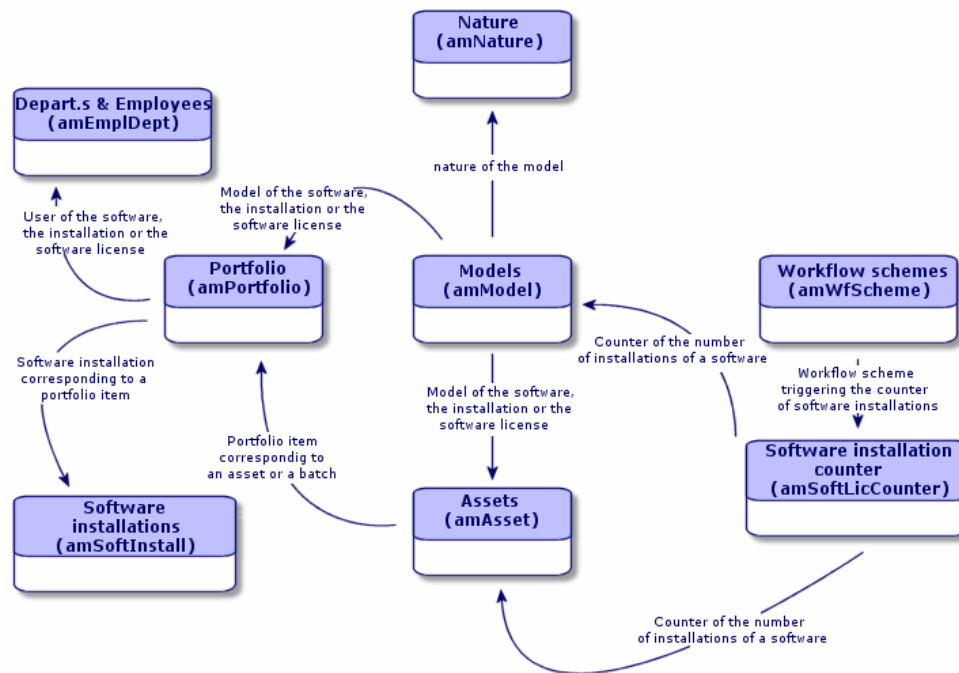 Nature
(amNature)
Depart.s & Employees
(amEmplDept)
nature of the model
Model of the software,
the installation or the
software license
User of the software,
the installation or the
software license
Portfolio
(amPortfolio)
Models
(amModel)
Workflow schemes
(amWfScheme)
Software installation
corresponding to a
portfolio item
Counter of the number
of installations of a software
Workflow scheme
triggering the counter
of software installations
Model of the software,
the installation or the
software license
Portfolio item
correspondig to
an asset or a batch
Software installation
counter
(amSoftLicCounter)
Software
installations
(amSoftInstall)
Assets
(amAsset)
Counter of the number
of installations of a software